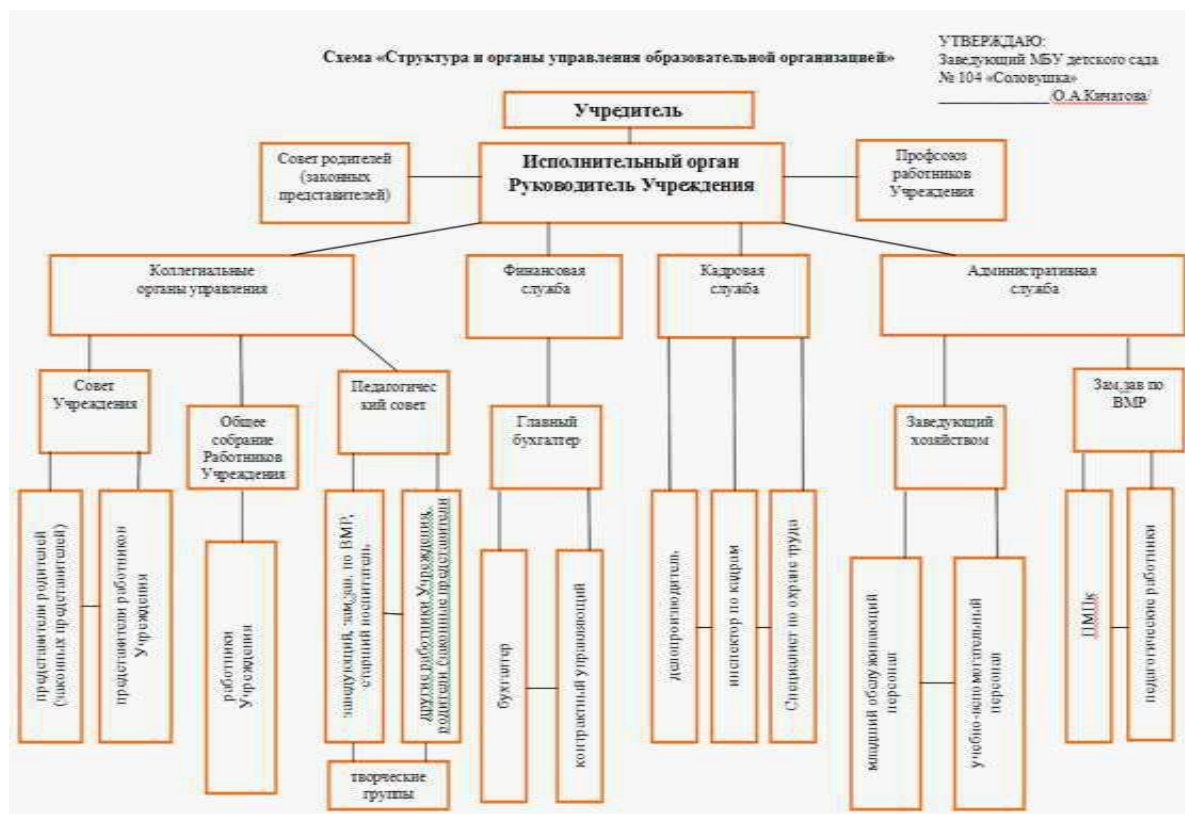 Схема «Структура и органы управления образовательной организацией»
УТВЕРЖДАЮ:
Заведующий МБУ детского сада
№ 104 «Соловушка»
/О.А.Кичатова/
Учредитель
Совет родителей
(законных
представителей)
Исполнительный орган
Руководитель Учреждения
Профсоюз
работников
Учреждения
Коллегиальные
органы управления
Финансовая
служба
Кадровая
служба
Административная
служба
Совет
Учреждения
Общее
собрание
Работников
Учреждения
Педагогичес
кий совет
Главный
бухгалтер
Заведующий
хозяйством
Зам.зав по
ВМР
представители родителей
(законных представителей)
представители работников
Учреждения
работники
Учреждения
заведующий, зам.зав. по ВМР,
старший воспитатель
другие работники Учреждения,
родители (законные представители
творческие
группы
бухгалтер
контрактный управляющий
делопроизводитель
инспектор по кадрам
Специалист по охране труда
младший обслуживающий
персонал
учебно-вспомогательный
персонал
ПМПк
педагогические работники